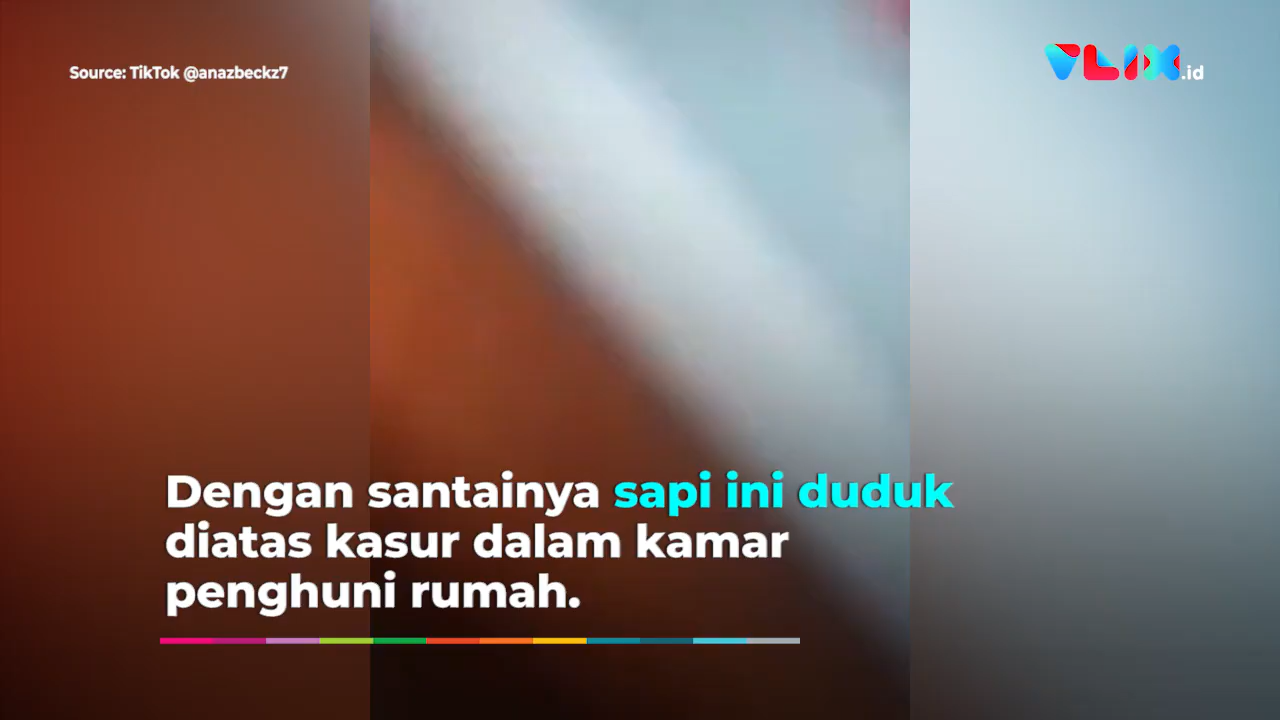 Source: TikTok @anazbeckz7
VLIX.id
Dengan santainya sapi ini duduk
diatas kasur dalam kamar
penghuni rumah.